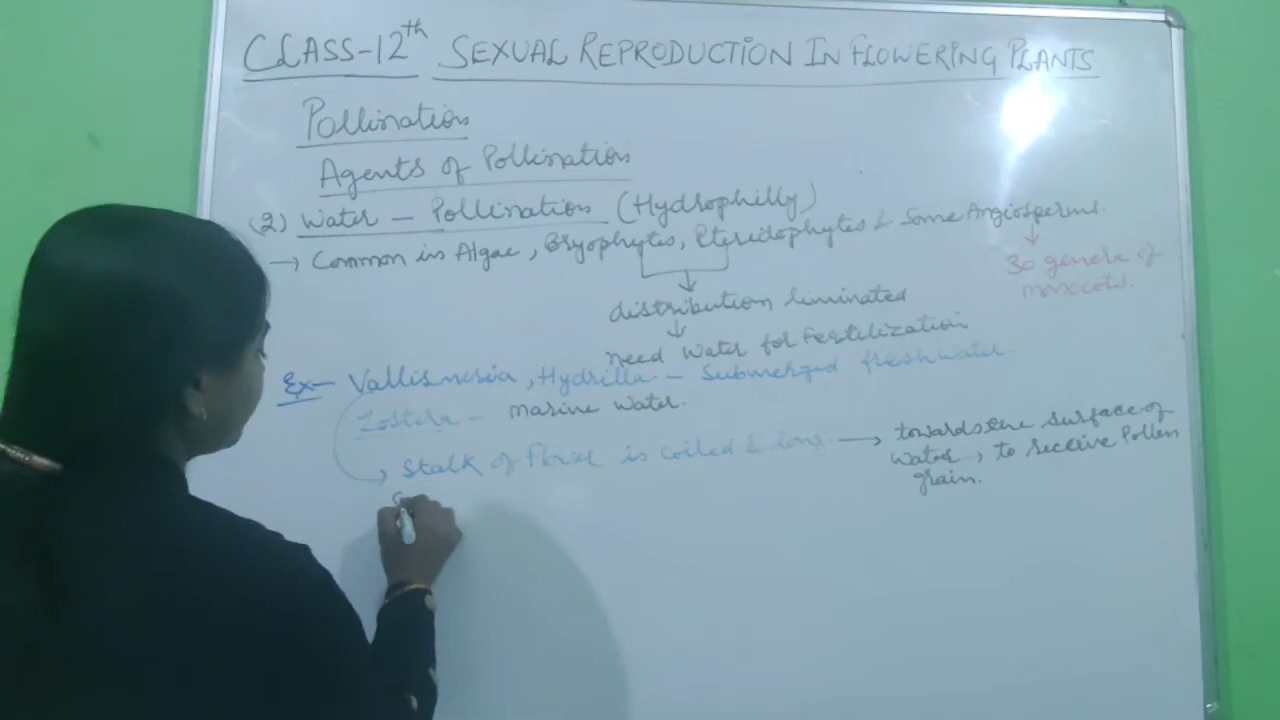 CLASS-12th SEXUAL REPRODUCTION IN FLOWERING PLANTS
Pollination
Agents of Pollination
(2) Water - Pollination (Hydrophilly)
→ Common in Algae, Bryophytes, Pteridophytes & Some Angiosperms.
↓
30 genera of
monocots.
↓
distribution liminated
↓
need Water for Fertilization
Ex- Vallisneria, Hydrilla - Submerged freshwater
Zostera - marine Water.
→ Stalk of Flower is coiled & long → towards the surface of
Water, to receive Pollen
grain.